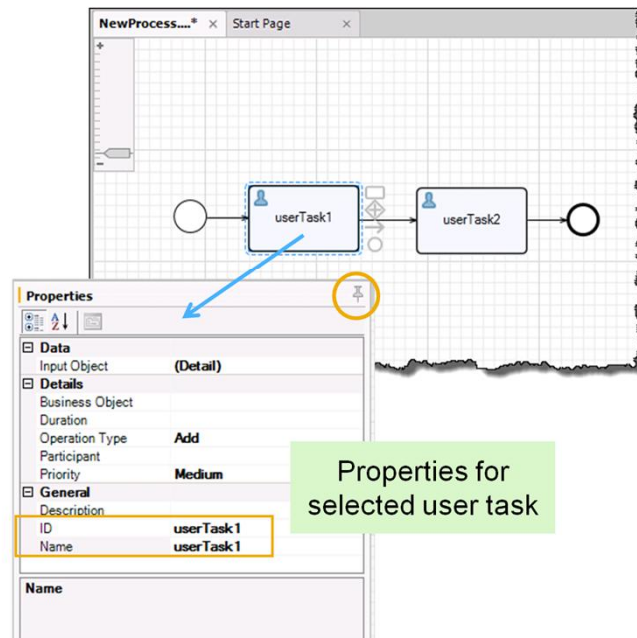 NewProcess....* × Start Page ×
userTask1
userTask2
Properties
Data
Input Object (Detail)
Details
Business Object
Duration
Operation Type Add
Participant
Priority Medium
General
Description
ID userTask1
Name userTask1
Name
Properties for
selected user task